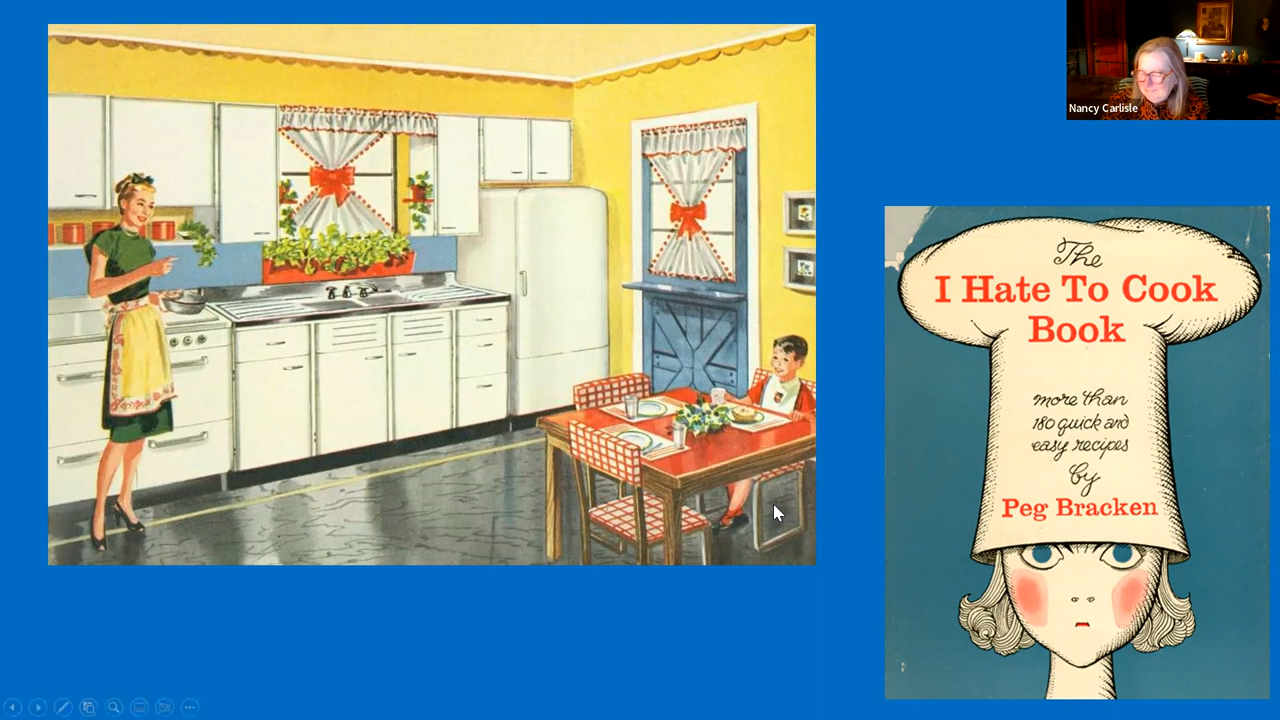 Nancy Carlisle
The
I Hate To Cook
Book
more than
180 quick and
easy recipes
by
Peg Bracken